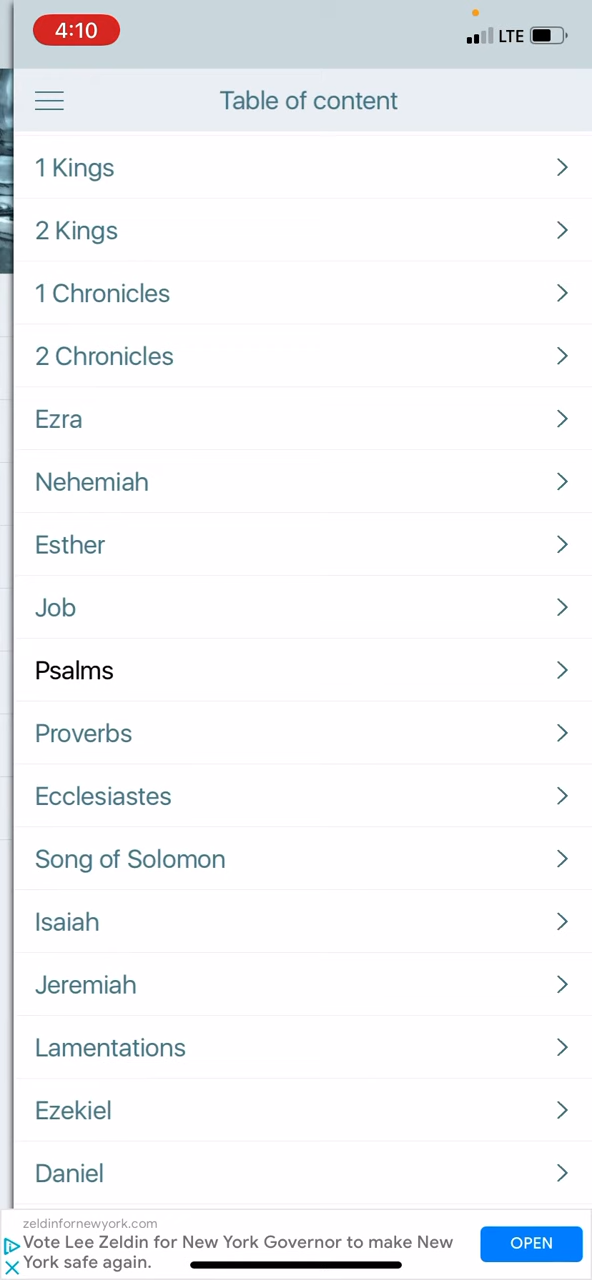 4:10
LTE
Table of content
1 Kings
2 Kings
1 Chronicles
2 Chronicles
Ezra
Nehemiah
Esther
Job
Psalms
Proverbs
Ecclesiastes
Song of Solomon
Isaiah
Jeremiah
Lamentations
Ezekiel
Daniel
zeldinfornewyork.com
Vote Lee Zeldin for New York Governor to make New
York safe again.
OPEN